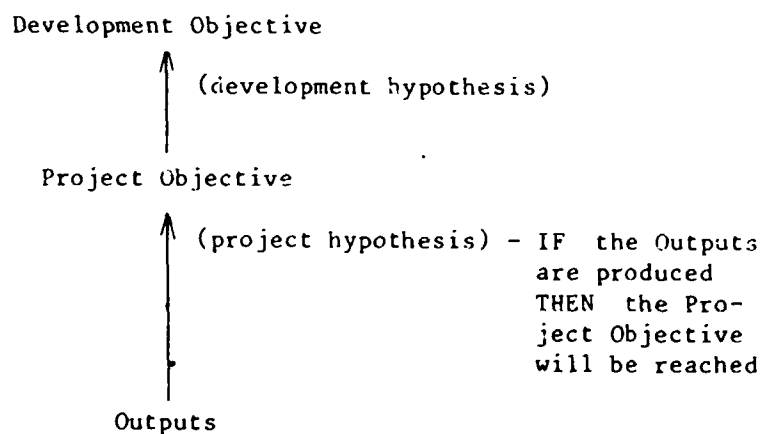 Development Objective
(development hypothesis)
Project Objective
(project hypothesis) - IF the Outputs
are produced
THEN the Pro-
ject Objective
will be reached
Outputs